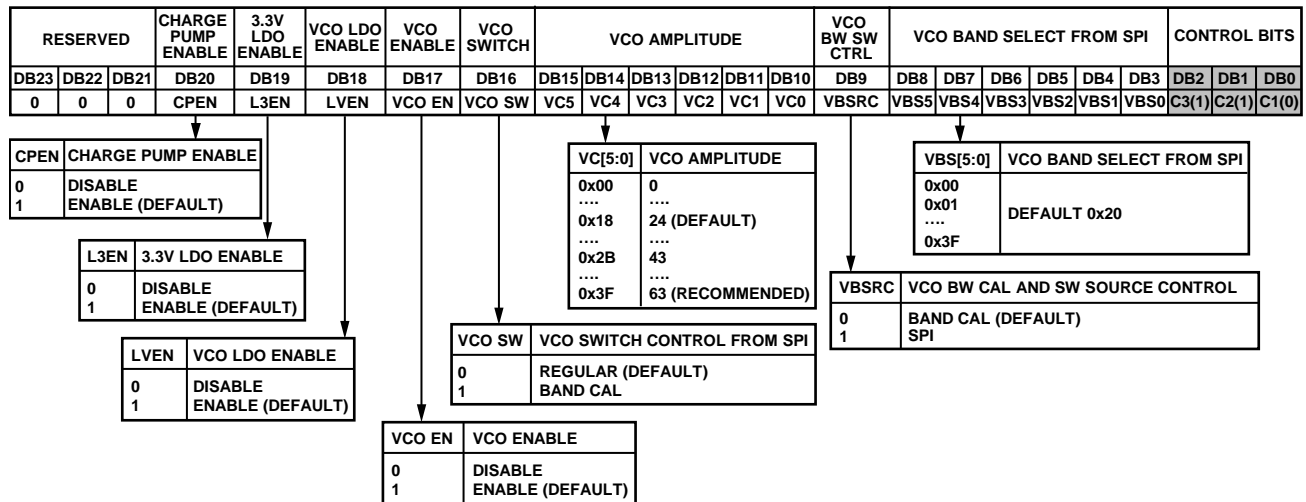 RESERVED CHARGE PUMP ENABLE 3.3V LDO ENABLE VCO LDO ENABLE VCO ENABLE VCO SWITCH VCO AMPLITUDE VCO BW SW CTRL VCO BAND SELECT FROM SPI CONTROL BITS
DB23 DB22 DB21 DB20 DB19 DB18 DB17 DB16 DB15 DB14 DB13 DB12 DB11 DB10 DB9 DB8 DB7 DB6 DB5 DB4 DB3 DB2 DB1 DB0
0 0 0 CPEN L3EN LVEN VCO EN VCO SW VC5 VC4 VC3 VC2 VC1 VC0 VBSRC VBS5 VBS4 VBS3 VBS2 VBS1 VBS0 C3(1) C2(1) C1(0)
CPEN CHARGE PUMP ENABLE
0 DISABLE
1 ENABLE (DEFAULT)
L3EN 3.3V LDO ENABLE
0 DISABLE
1 ENABLE (DEFAULT)
LVEN VCO LDO ENABLE
0 DISABLE
1 ENABLE (DEFAULT)
VCO EN VCO ENABLE
0 DISABLE
1 ENABLE (DEFAULT)
VCO SW VCO SWITCH CONTROL FROM SPI
0 REGULAR (DEFAULT)
1 BAND CAL
VC[5:0] VCO AMPLITUDE
0x00 0
.... ....
0x18 24 (DEFAULT)
.... ....
0x2B 43
.... ....
0x3F 63 (RECOMMENDED)
VBSRC VCO BW CAL AND SW SOURCE CONTROL
0 BAND CAL (DEFAULT)
1 SPI
VBS[5:0] VCO BAND SELECT FROM SPI
0x00
0x01
DEFAULT 0x20
....
0x3F